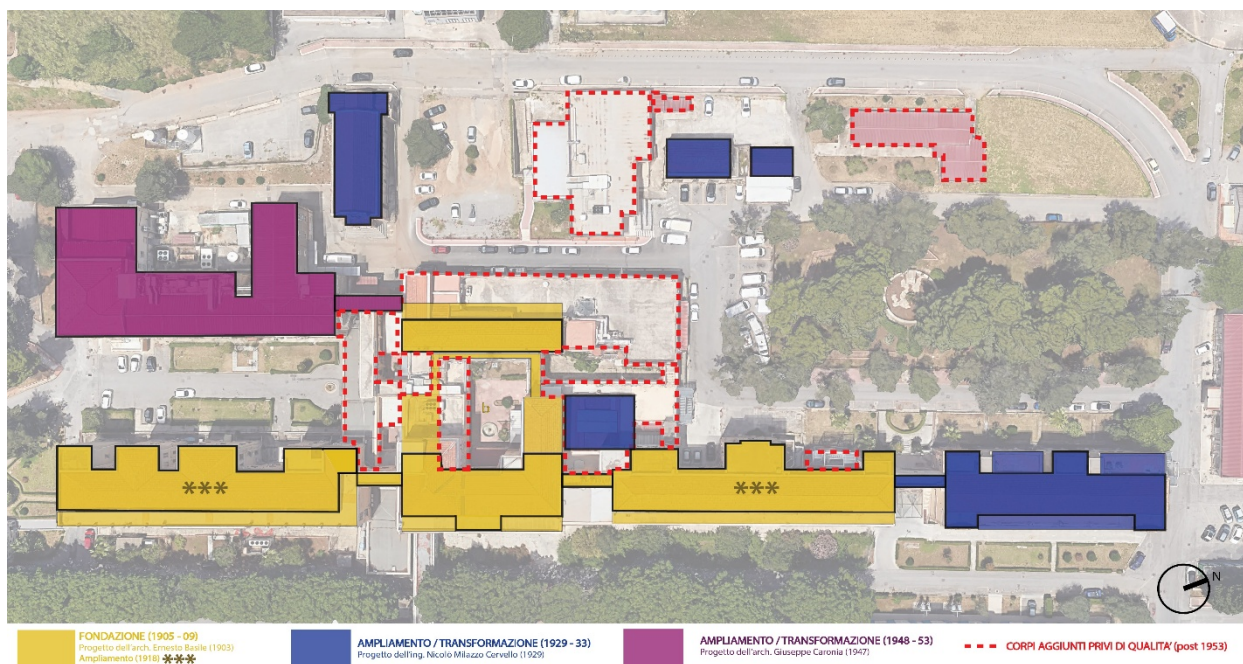 ***
***
N
FONDAZIONE (1905 - 09)
Progetto dell'arch. Ernesto Basile (1903)
Ampliamento (1918) ***
AMPLIAMENTO / TRANSFORMAZIONE (1929 - 33)
Progetto dell'ing. Nicolo Milazzo Cervello (1929)
AMPLIAMENTO / TRANSFORMAZIONE (1948 - 53)
Progetto dell'arch. Giuseppe Caronia (1947)
CORPI AGGIUNTI PRIVI DI QUALITA' (post 1953)